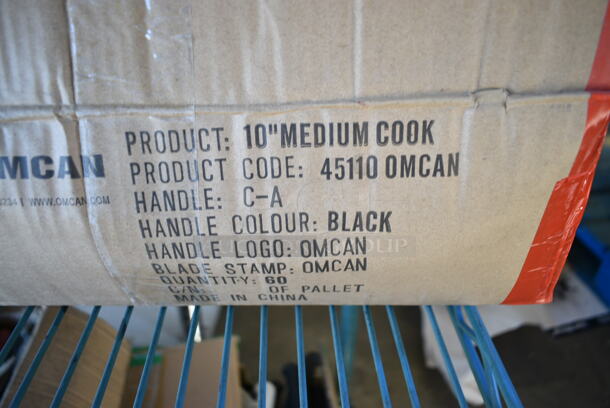 PRODUCT: 10"MEDIUM COOK
MCAN PRODUCT CODE: 45110 OMCAN
WWW.OMCAN.COM HANDLE: C-A
HANDLE COLOUR: BLACK
HANDLE LOGO: OMCAN
BLADE STAMP: OMCAN
QUANTITY: 60
C/N: OF PALLET
MADE IN CHINA